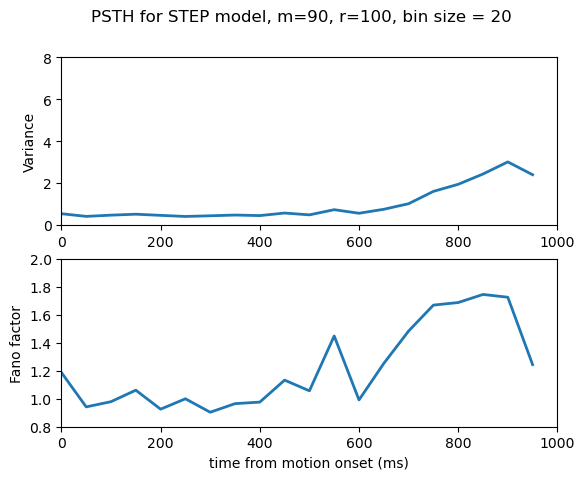 PSTH for STEP model, m=90, r=100, bin size = 20
8
6
4
2
0
Variance
0 200 400 600 800 1000
2.0
1.8
1.6
1.4
1.2
1.0
0.8
Fano factor
0 200 400 600 800 1000
time from motion onset (ms)